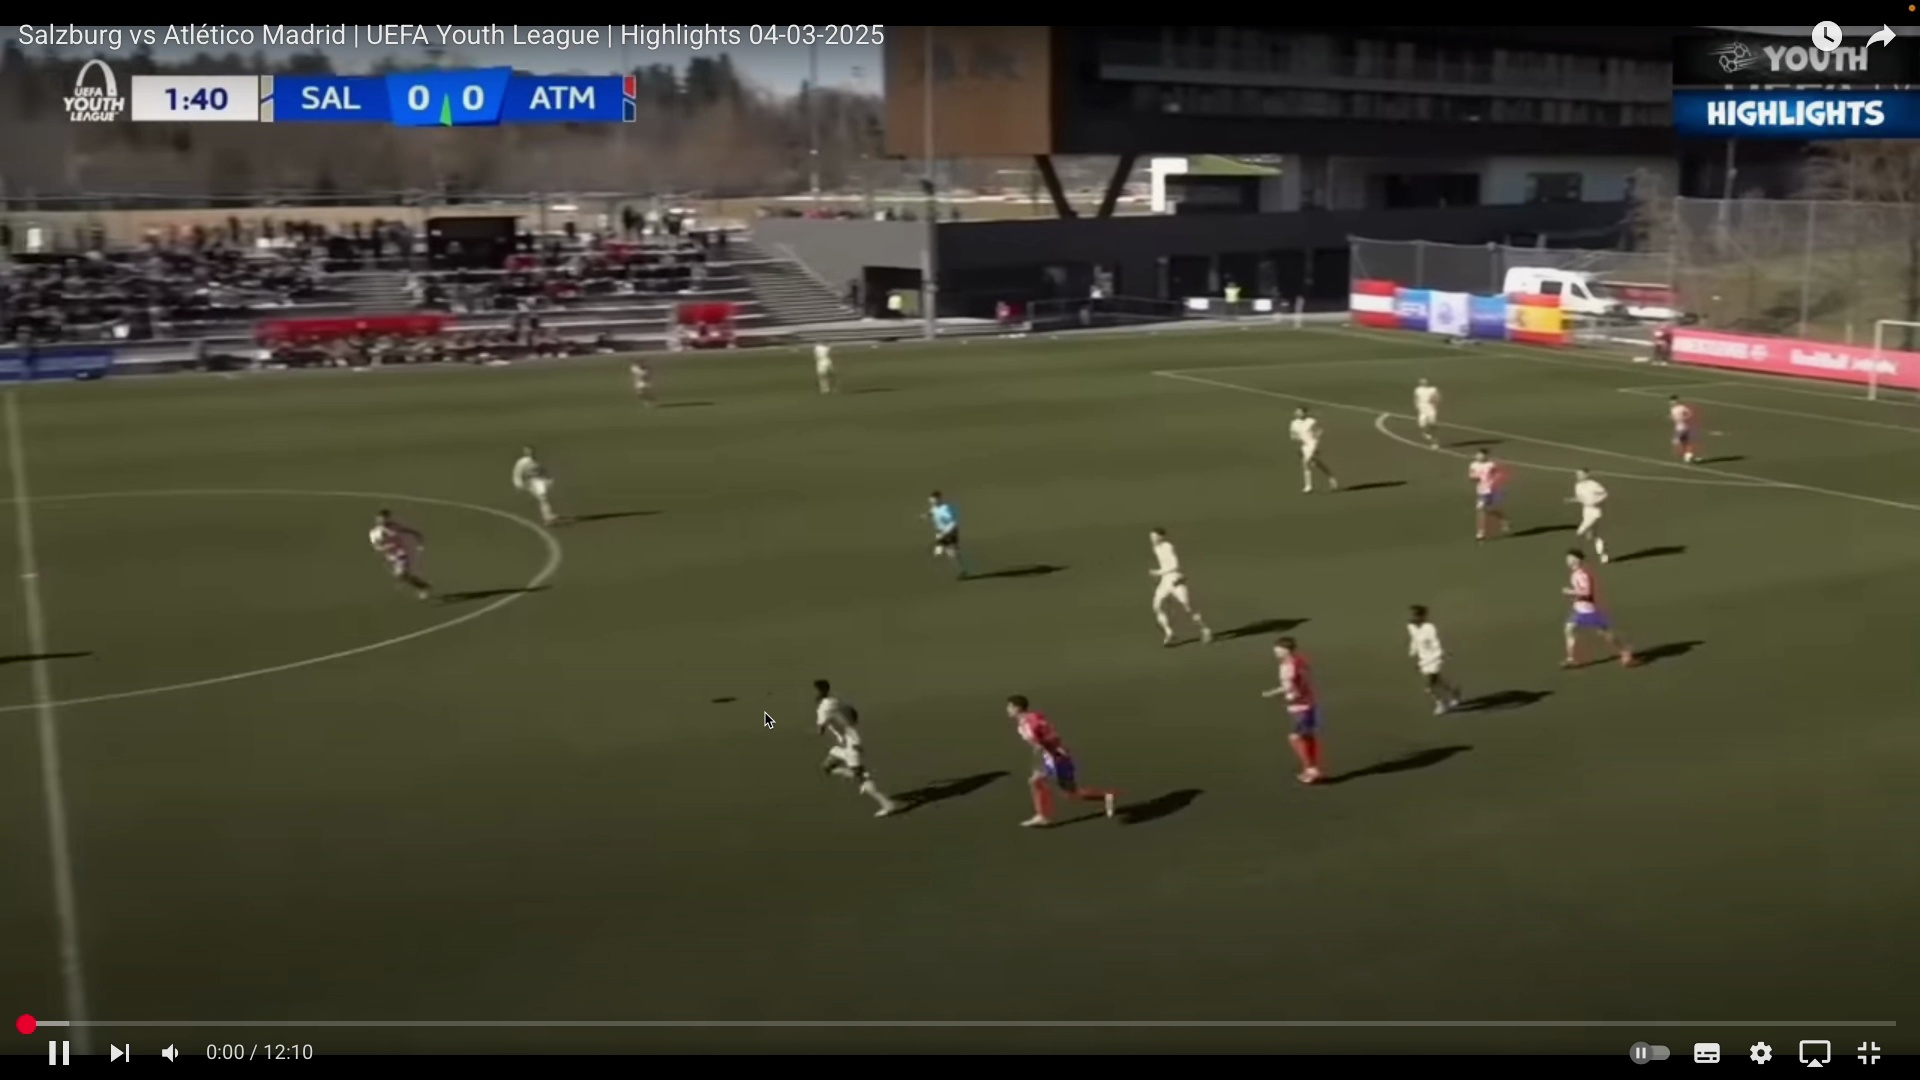 Salzburg vs Atlético Madrid | UEFA Youth League | Highlights 04-03-2025
UEFA
YOUTH
LEAGUE
1:40
SAL
0
0
ATM
YOUTH
HIGHLIGHTS
UEFA
0:00 / 12:10